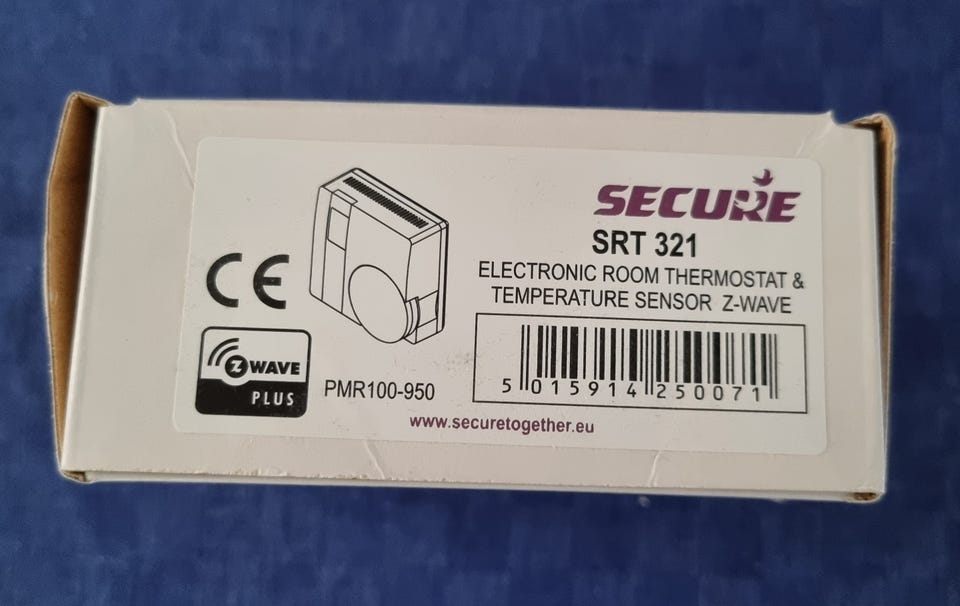 SECURE
SRT 321
ELECTRONIC ROOM THERMOSTAT &
TEMPERATURE SENSOR Z-WAVE
CE
Z WAVE
PLUS
PMR100-950
5 015914 250071
www.securetogether.eu